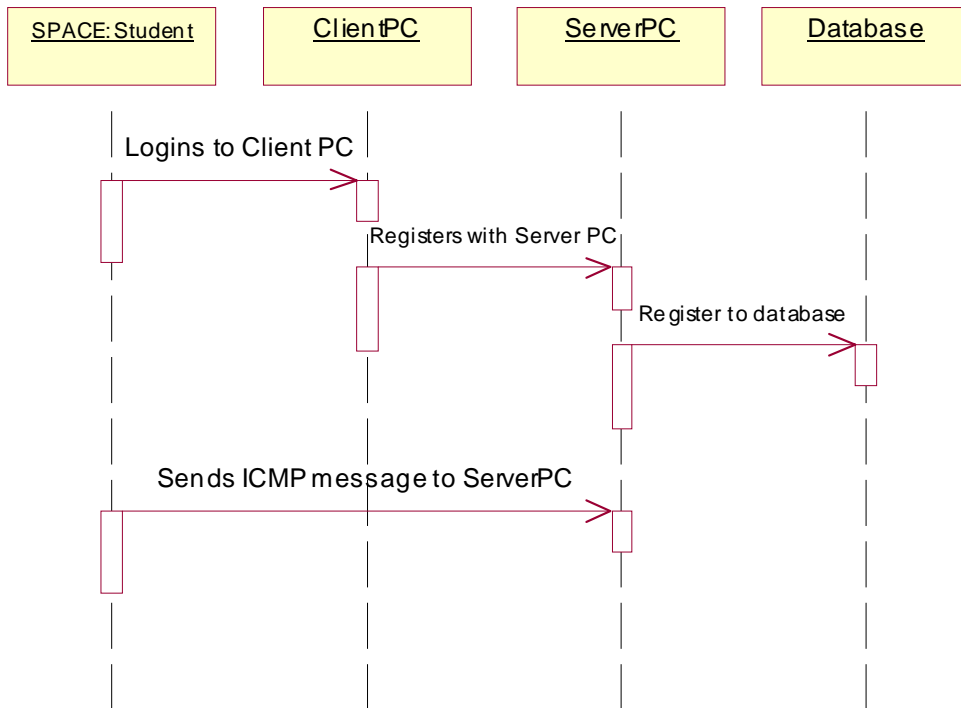 SPACE:Student
ClientPC
ServerPC
Database
Logins to Client PC
Registers with Server PC
Register to database
Sends ICMP message to ServerPC